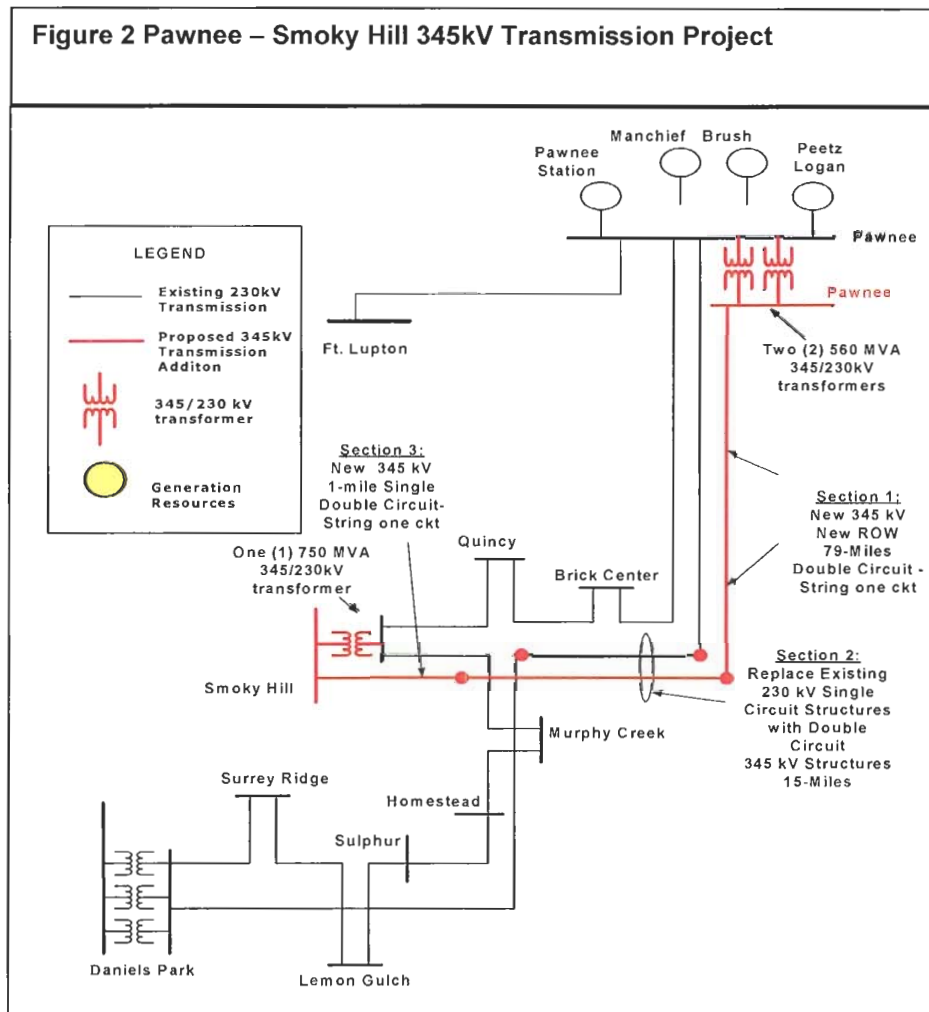 Figure 2 Pawnee – Smoky Hill 345kV Transmission Project
Manchief Brush
Pawnee
Station
Peetz
Logan
Pawnee
Pawnee
LEGEND
Existing 230kV
Transmission
Proposed 345kV
Transmission
Additon
345/230 kV
transformer
Generation
Resources
Ft. Lupton
Two (2) 560 MVA
345/230kV
transformers
Section 3:
New 345 kV
1-mile Single
Double Circuit-
String one ckt
Section 1:
New 345 kV
New ROW
79-Miles
Double Circuit -
String one ckt
One (1) 750 MVA
345/230kV
transformer
Quincy
Brick Center
Smoky Hill
Section 2:
Replace Existing
230 kV Single
Circuit Structures
with Double
Circuit
345 kV Structures
15-Miles
Murphy Creek
Surrey Ridge
Homestead
Sulphur
Daniels Park
Lemon Gulch